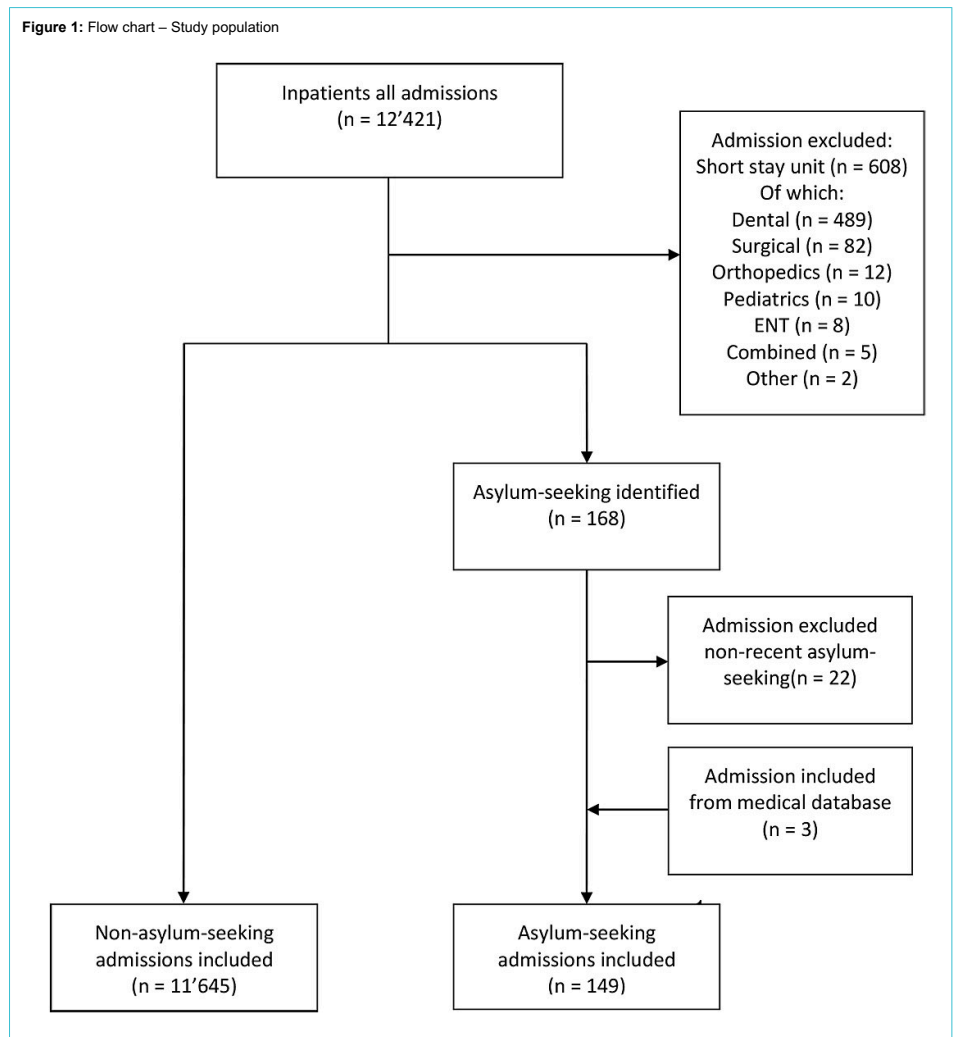 Figure 1: Flow chart – Study population
Inpatients all admissions
(n = 12’421)
Admission excluded:
Short stay unit (n = 608)
Of which:
Dental (n = 489)
Surgical (n = 82)
Orthopedics (n = 12)
Pediatrics (n = 10)
ENT (n = 8)
Combined (n = 5)
Other (n = 2)
Asylum-seeking identified
(n = 168)
Admission excluded
non-recent asylum-
seeking(n = 22)
Admission included
from medical database
(n = 3)
Non-asylum-seeking
admissions included
(n = 11’645)
Asylum-seeking
admissions included
(n = 149)